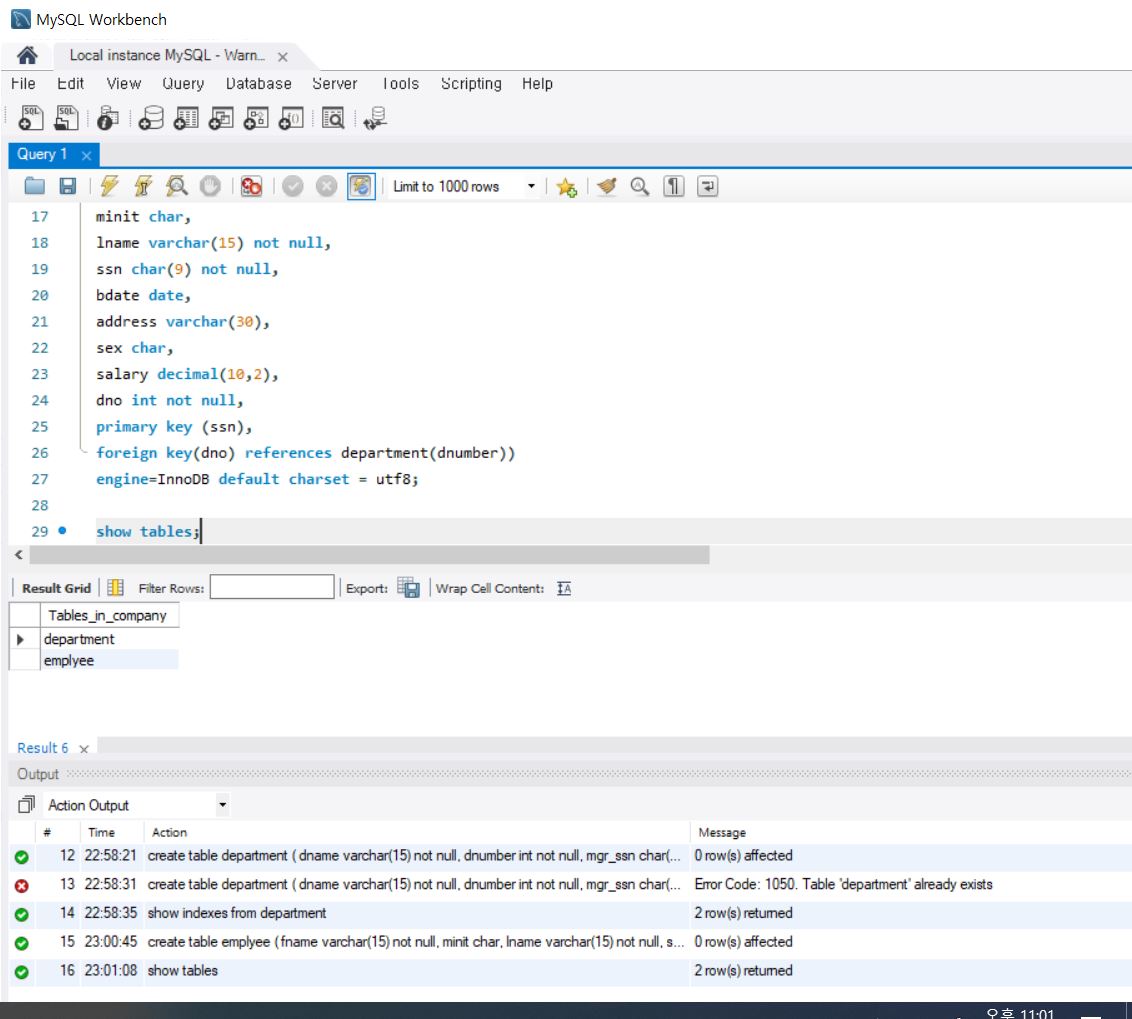 MySQL Workbench
Local instance MySQL - Warn...
File Edit View Query Database Server Tools Scripting Help
SQL SQL
Query 1
Limit to 1000 rows
17 minit char,
18 lname varchar(15) not null,
19 ssn char(9) not null,
20 bdate date,
21 address varchar(30),
22 sex char,
23 salary decimal(10,2),
24 dno int not null,
25 primary key (ssn),
26 foreign key(dno) references department(dnumber))
27 engine=InnoDB default charset = utf8;
28
29 show tables;
Result Grid Filter Rows: Export: Wrap Cell Content: IA
Tables_in_company
department
emplyee
Result 6
Output
Action Output
# Time Action Message
12 22:58:21 create table department ( dname varchar(15) not null, dnumber int not null, mgr_ssn char(... 0 row(s) affected
13 22:58:31 create table department ( dname varchar(15) not null, dnumber int not null, mgr_ssn char(... Error Code: 1050. Table 'department' already exists
14 22:58:35 show indexes from department 2 row(s) returned
15 23:00:45 create table emplyee ( fname varchar(15) not null, minit char, lname varchar(15) not null, s... 0 row(s) affected
16 23:01:08 show tables 2 row(s) returned
오후 11:01